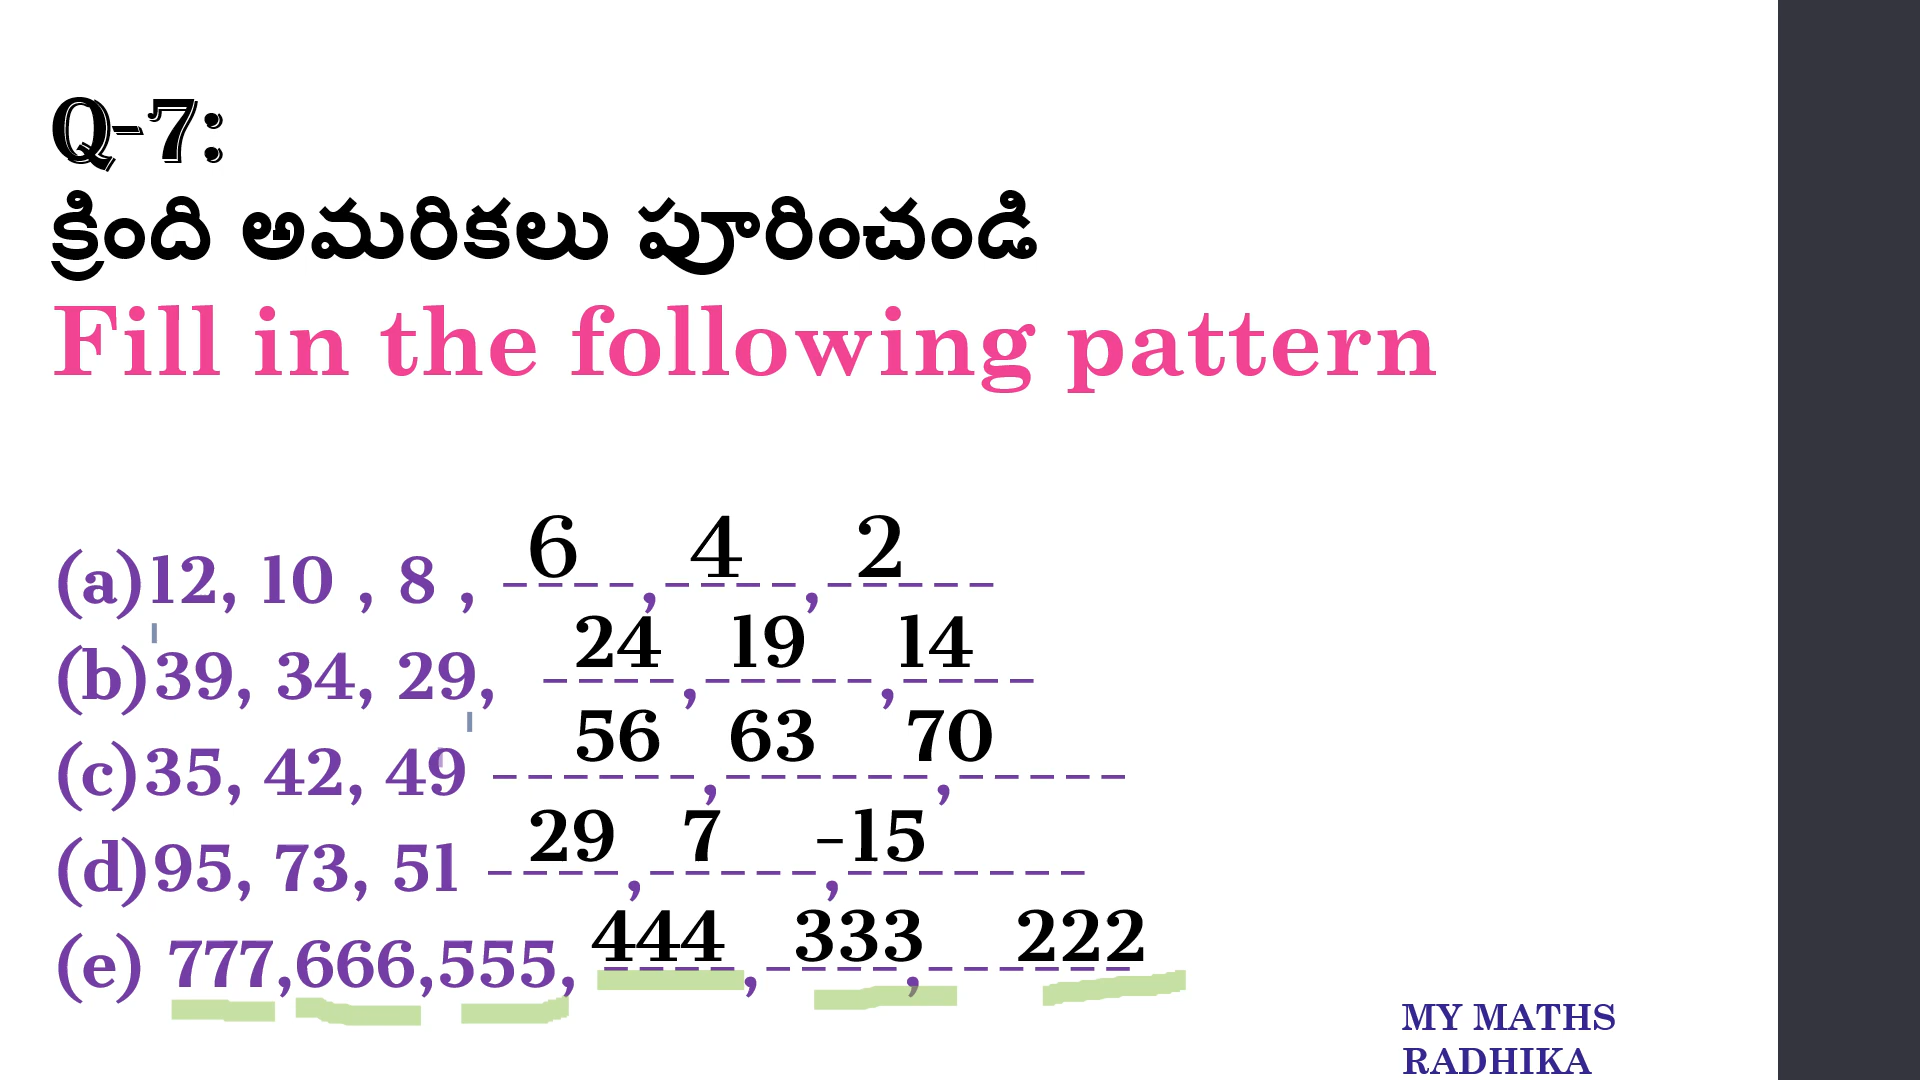 Q-7:
క్రింది అమరికలు పూరించండి
Fill in the following pattern
(a)12, 10 , 8 , 6, 4, 2
(b)39, 34, 29, 24, 19, 14
(c)35, 42, 49 56, 63, 70
(d)95, 73, 51 29, 7, -15
(e) 777,666,555, 444, 333, 222
MY MATHS
RADHIKA